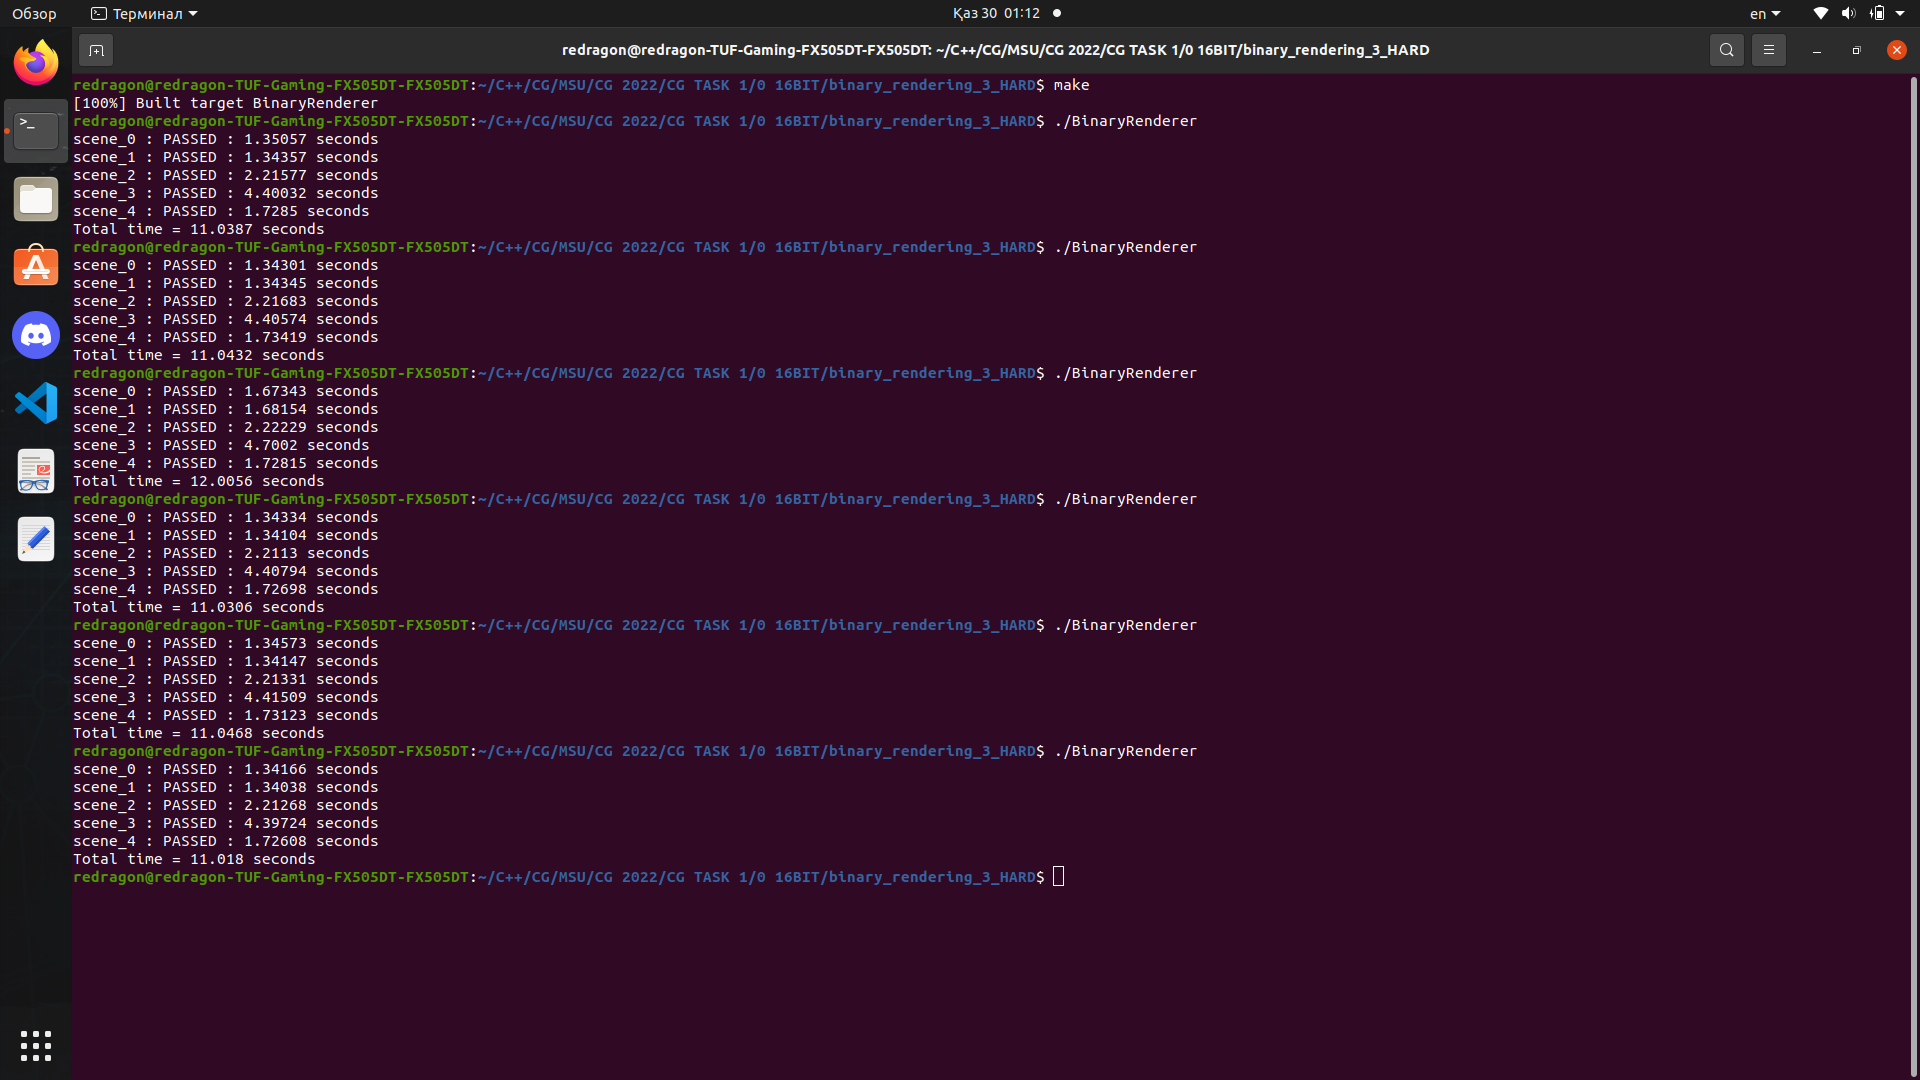 Обзор
Терминал
Қаз 30 01:12
en
redragon@redragon-TUF-Gaming-FX505DT-FX505DT: ~/C++/CG/MSU/CG 2022/CG TASK 1/0 16BIT/binary_rendering_3_HARD
redragon@redragon-TUF-Gaming-FX505DT-FX505DT:~/C++/CG/MSU/CG 2022/CG TASK 1/0 16BIT/binary_rendering_3_HARD$ make
[100%] Built target BinaryRenderer
redragon@redragon-TUF-Gaming-FX505DT-FX505DT:~/C++/CG/MSU/CG 2022/CG TASK 1/0 16BIT/binary_rendering_3_HARD$ ./BinaryRenderer
scene_0 : PASSED : 1.35057 seconds
scene_1 : PASSED : 1.34357 seconds
scene_2 : PASSED : 2.21577 seconds
scene_3 : PASSED : 4.40032 seconds
scene_4 : PASSED : 1.7285 seconds
Total time = 11.0387 seconds
redragon@redragon-TUF-Gaming-FX505DT-FX505DT:~/C++/CG/MSU/CG 2022/CG TASK 1/0 16BIT/binary_rendering_3_HARD$ ./BinaryRenderer
scene_0 : PASSED : 1.34301 seconds
scene_1 : PASSED : 1.34345 seconds
scene_2 : PASSED : 2.21683 seconds
scene_3 : PASSED : 4.40574 seconds
scene_4 : PASSED : 1.73419 seconds
Total time = 11.0432 seconds
redragon@redragon-TUF-Gaming-FX505DT-FX505DT:~/C++/CG/MSU/CG 2022/CG TASK 1/0 16BIT/binary_rendering_3_HARD$ ./BinaryRenderer
scene_0 : PASSED : 1.67343 seconds
scene_1 : PASSED : 1.68154 seconds
scene_2 : PASSED : 2.22229 seconds
scene_3 : PASSED : 4.7002 seconds
scene_4 : PASSED : 1.72815 seconds
Total time = 12.0056 seconds
redragon@redragon-TUF-Gaming-FX505DT-FX505DT:~/C++/CG/MSU/CG 2022/CG TASK 1/0 16BIT/binary_rendering_3_HARD$ ./BinaryRenderer
scene_0 : PASSED : 1.34334 seconds
scene_1 : PASSED : 1.34104 seconds
scene_2 : PASSED : 2.2113 seconds
scene_3 : PASSED : 4.40794 seconds
scene_4 : PASSED : 1.72698 seconds
Total time = 11.0306 seconds
redragon@redragon-TUF-Gaming-FX505DT-FX505DT:~/C++/CG/MSU/CG 2022/CG TASK 1/0 16BIT/binary_rendering_3_HARD$ ./BinaryRenderer
scene_0 : PASSED : 1.34573 seconds
scene_1 : PASSED : 1.34147 seconds
scene_2 : PASSED : 2.21331 seconds
scene_3 : PASSED : 4.41509 seconds
scene_4 : PASSED : 1.73123 seconds
Total time = 11.0468 seconds
redragon@redragon-TUF-Gaming-FX505DT-FX505DT:~/C++/CG/MSU/CG 2022/CG TASK 1/0 16BIT/binary_rendering_3_HARD$ ./BinaryRenderer
scene_0 : PASSED : 1.34166 seconds
scene_1 : PASSED : 1.34038 seconds
scene_2 : PASSED : 2.21268 seconds
scene_3 : PASSED : 4.39724 seconds
scene_4 : PASSED : 1.72608 seconds
Total time = 11.018 seconds
redragon@redragon-TUF-Gaming-FX505DT-FX505DT:~/C++/CG/MSU/CG 2022/CG TASK 1/0 16BIT/binary_rendering_3_HARD$